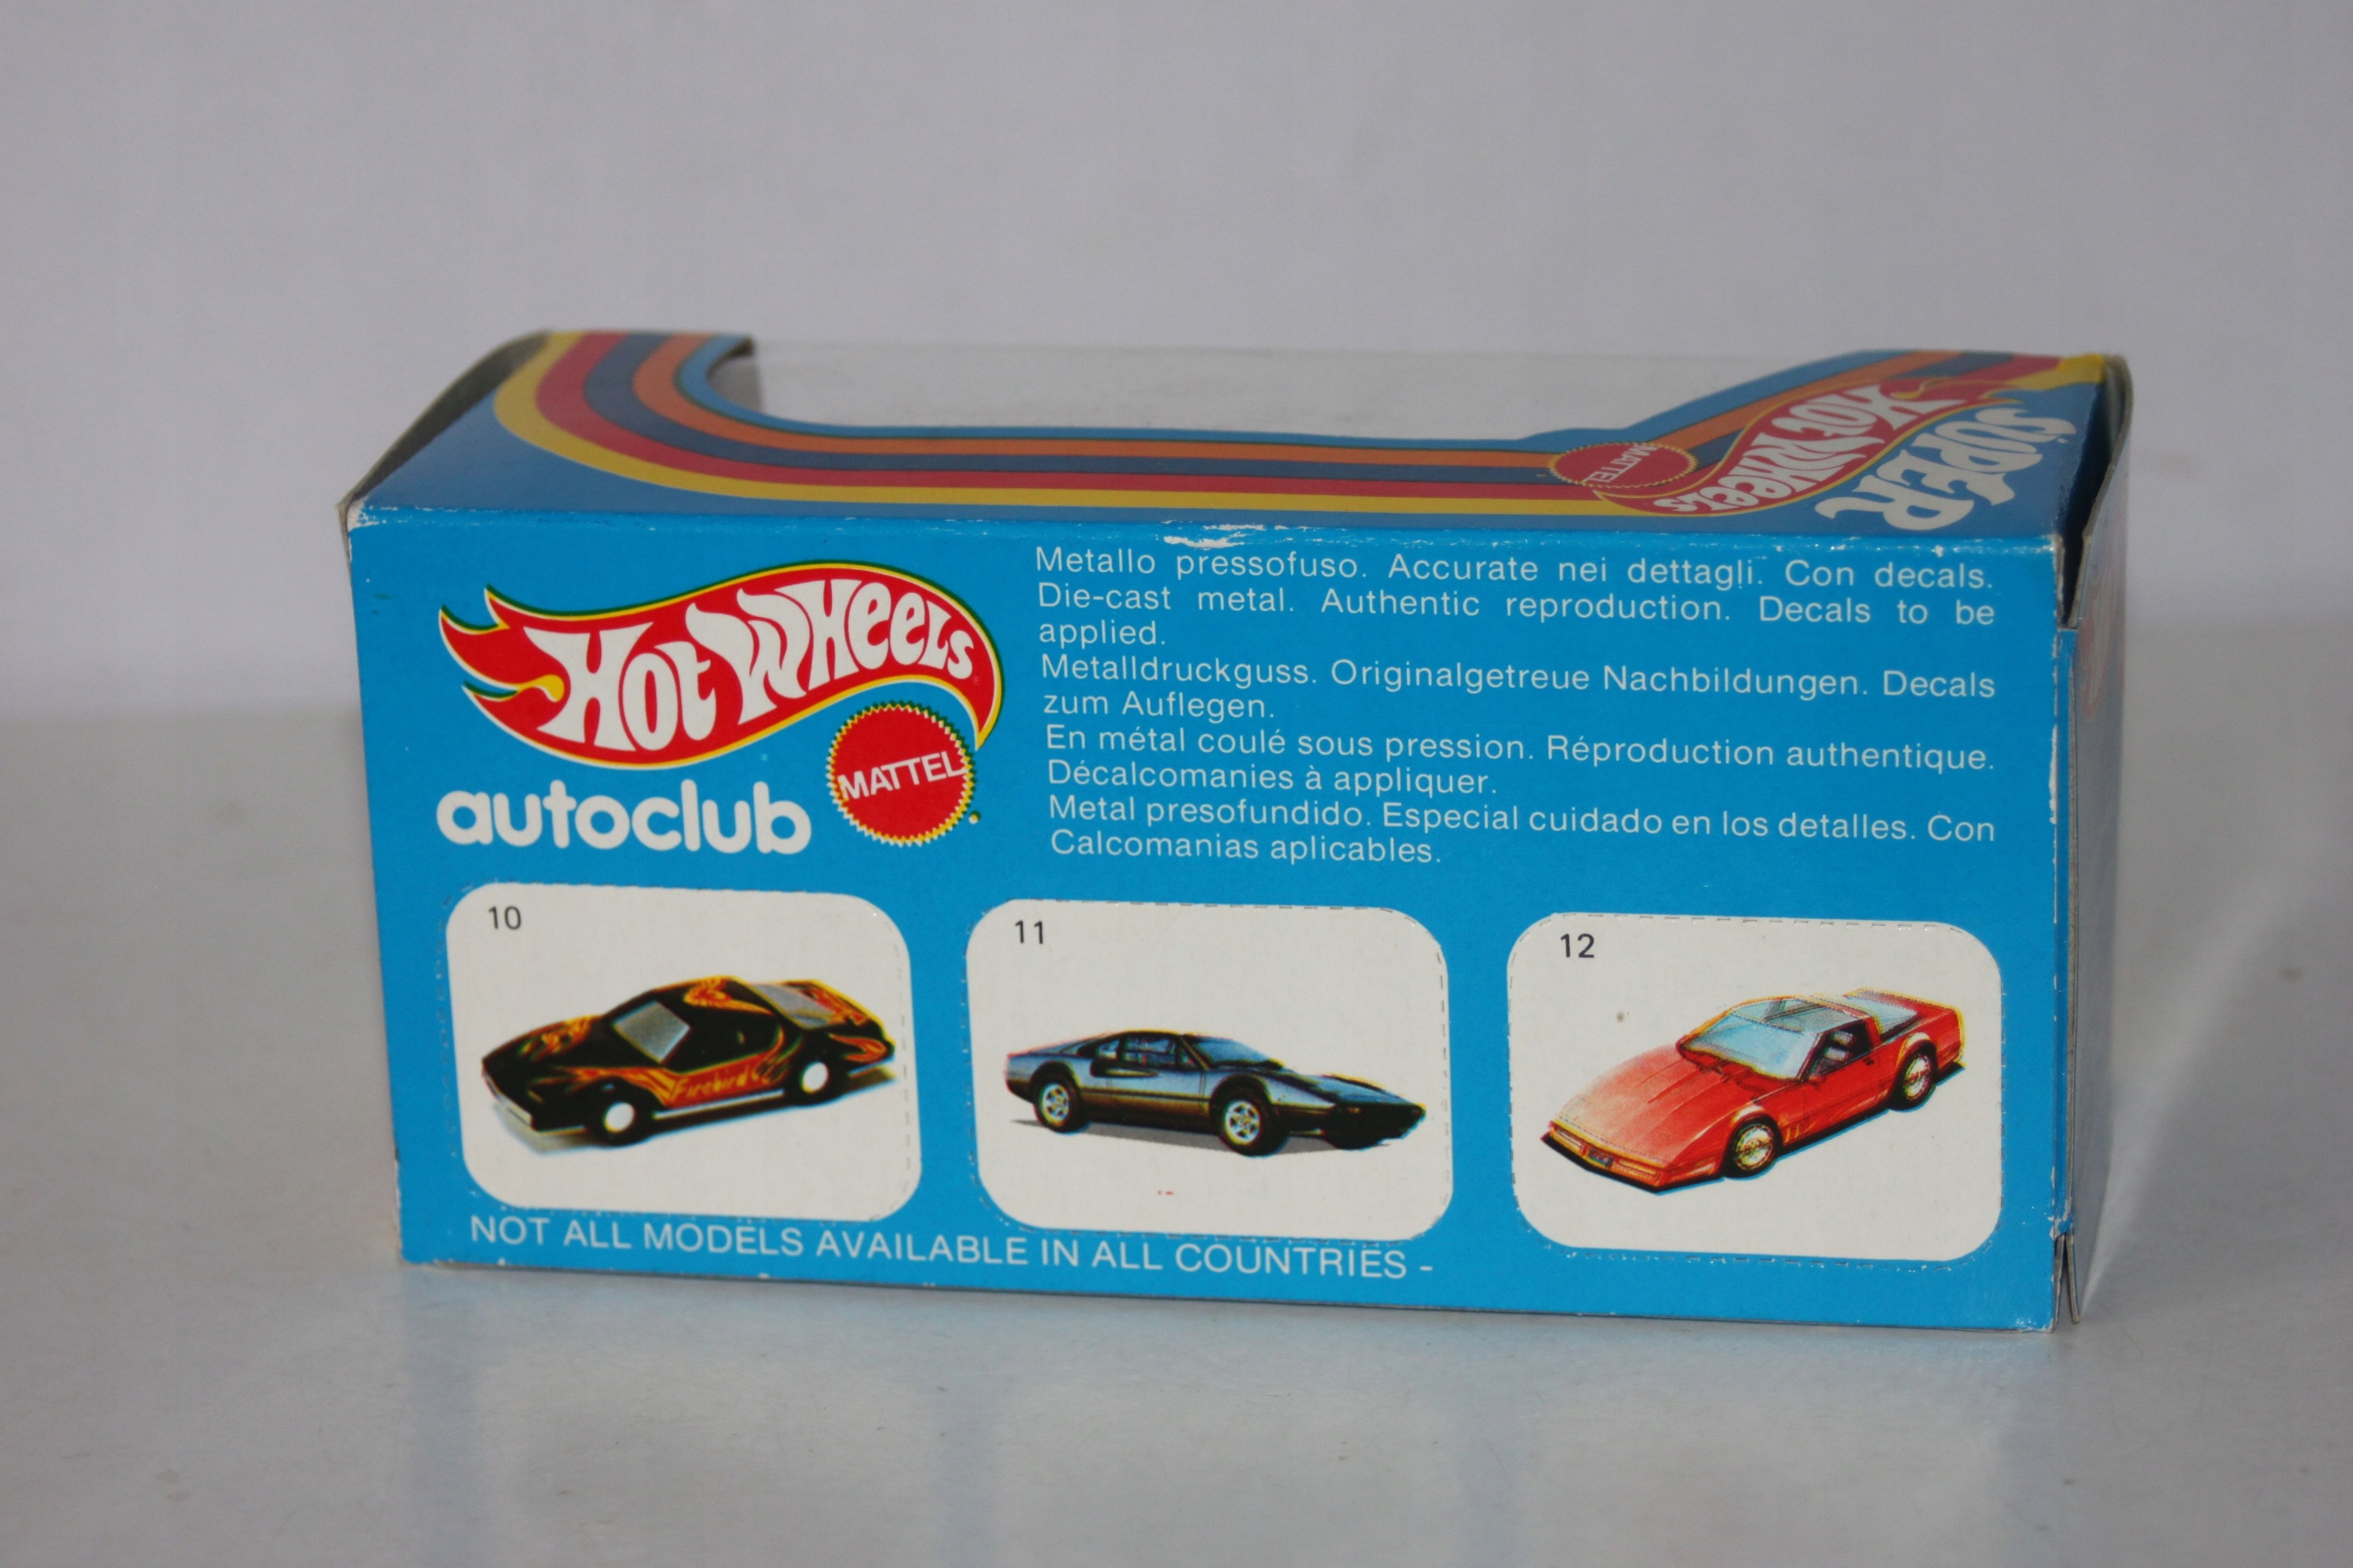 SUPER
HOT WHEELS
MATTEL
HOT WHEELS
MATTEL
autoclub
Metallo pressofuso. Accurate nei dettagli. Con decals.
Die-cast metal. Authentic reproduction. Decals to be
applied.
Metalldruckguss. Originalgetreue Nachbildungen. Decals
zum Auflegen.
En métal coulé sous pression. Réproduction authentique.
Décalcomanies à appliquer.
Metal presofundido. Especial cuidado en los detalles. Con
Calcomanias aplicables.
10
Firebird
11
12
NOT ALL MODELS AVAILABLE IN ALL COUNTRIES -